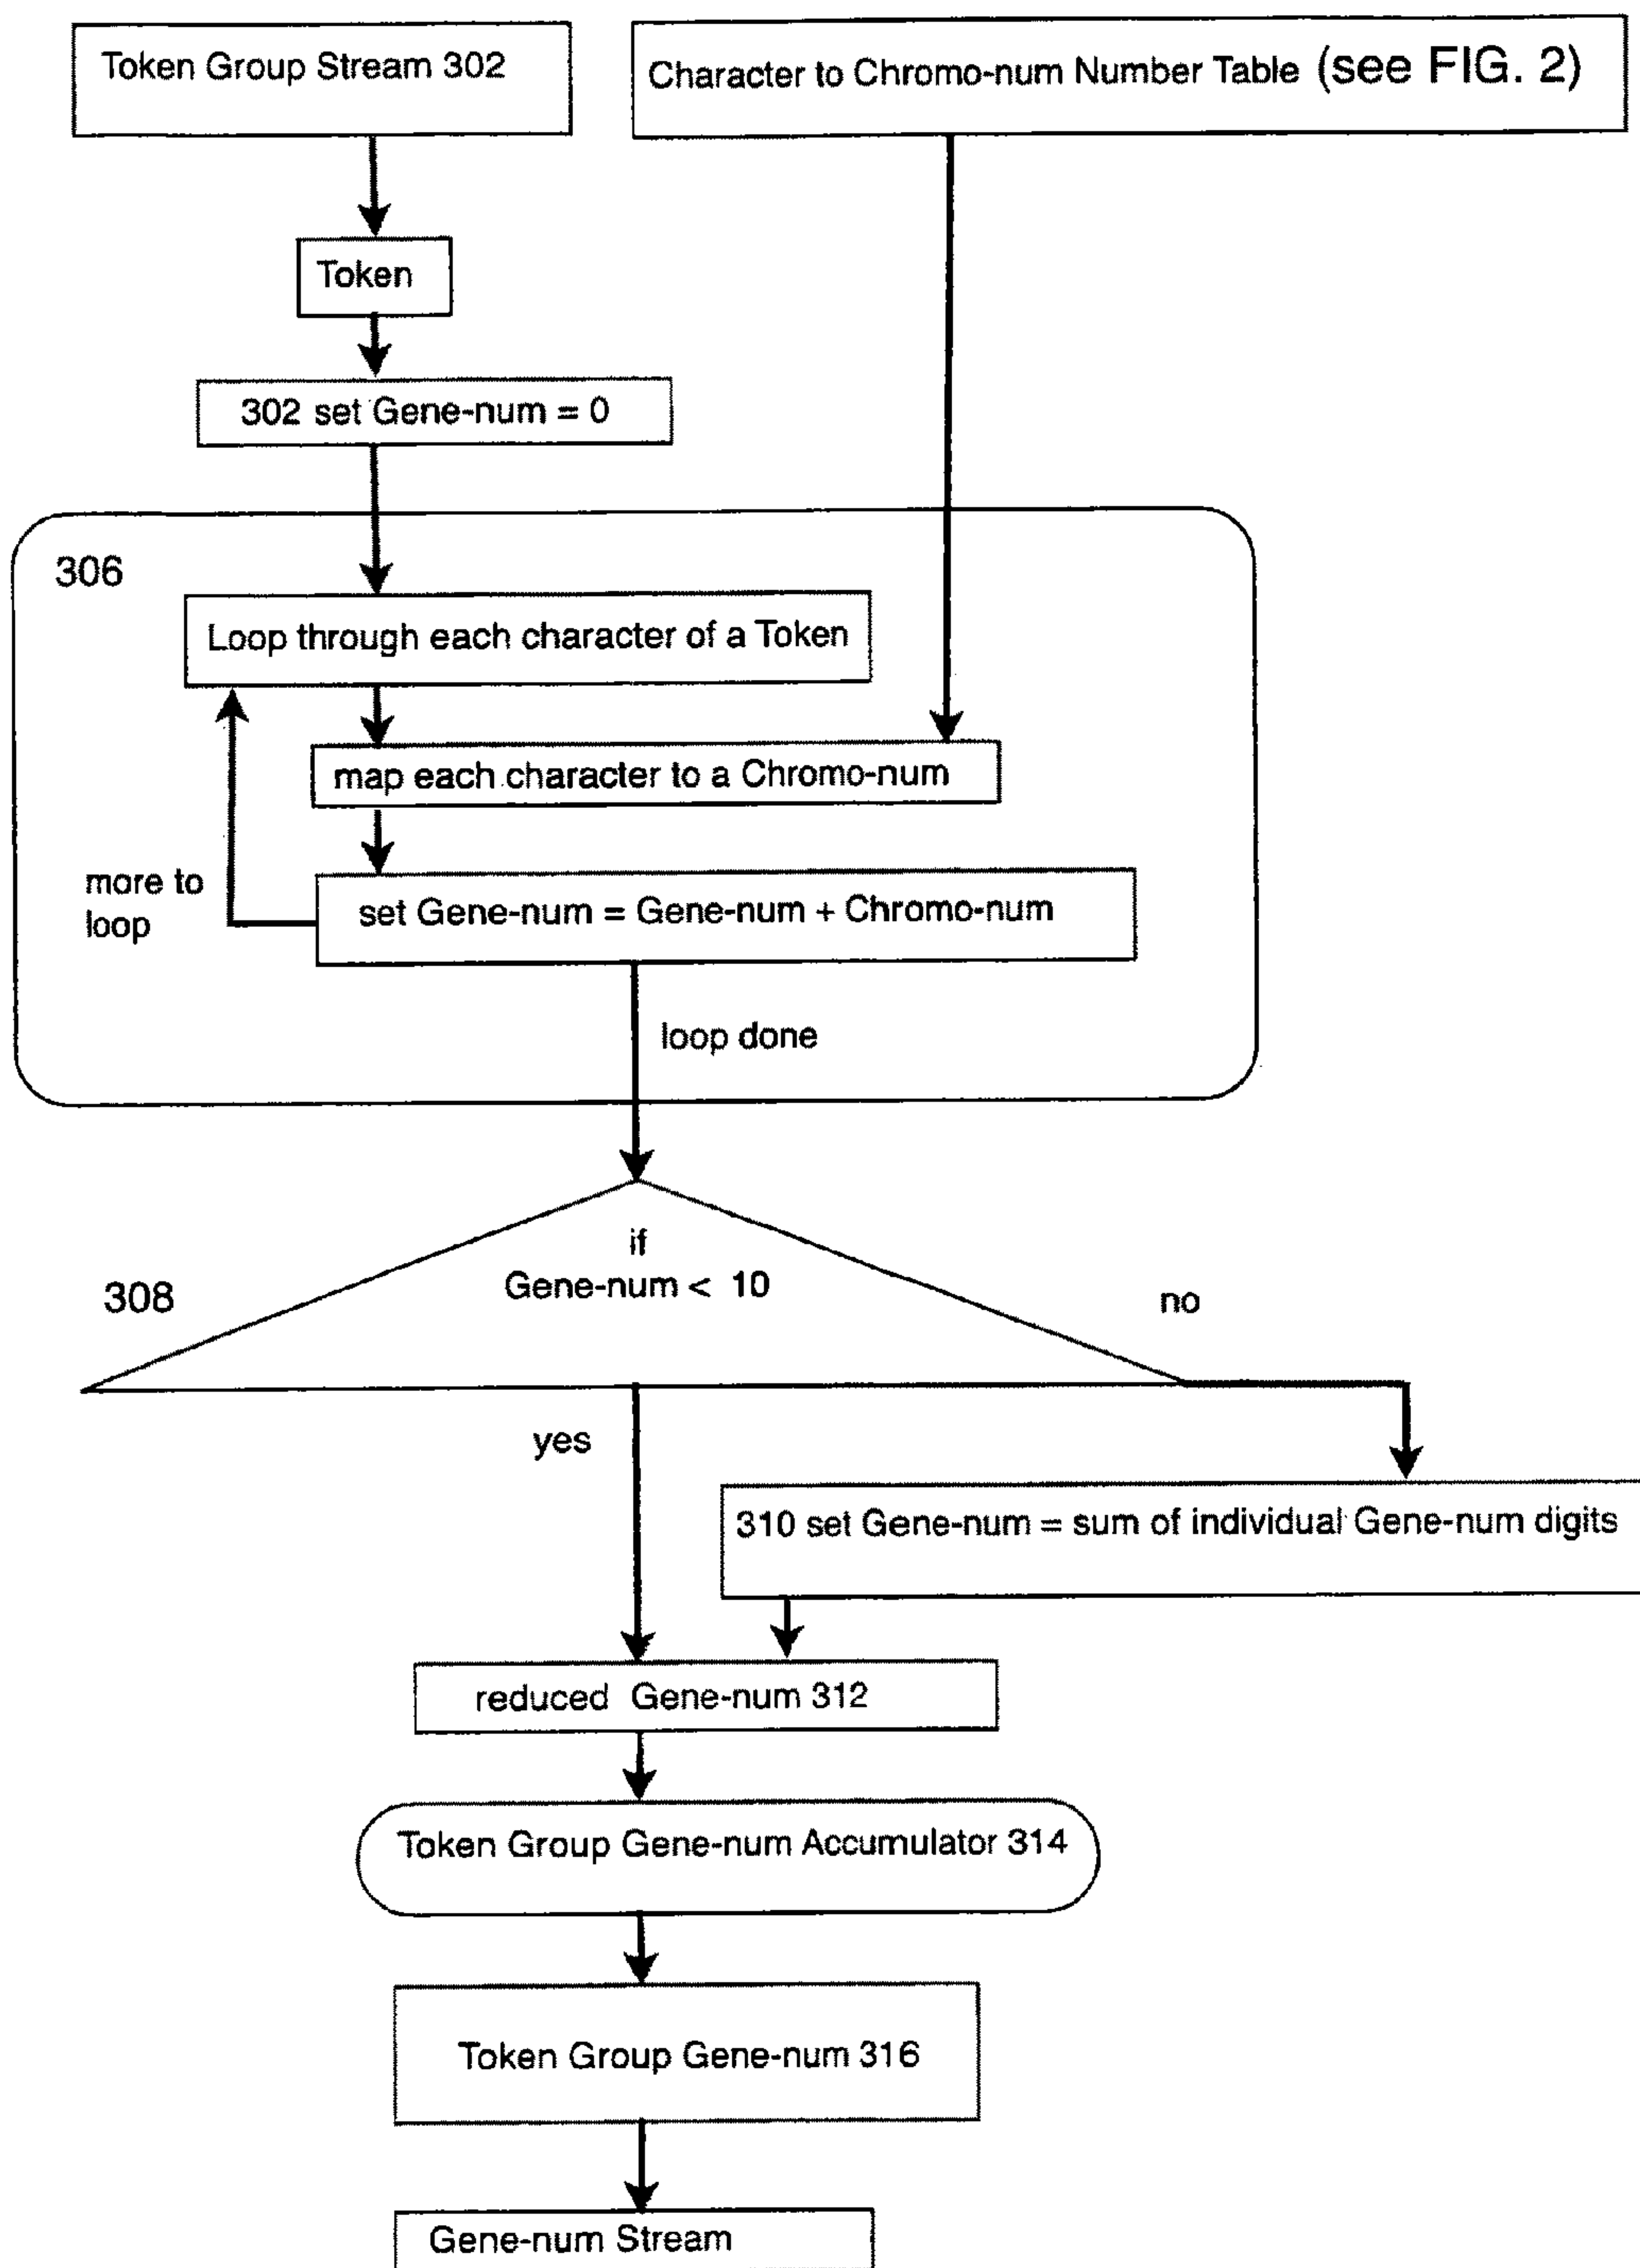 Token Group Stream 302
Character to Chromo-num Number Table (see FIG. 2)
Token
302 set Gene-num = 0
306
Loop through each character of a Token
map each character to a Chromo-num
more to
loop
set Gene-num = Gene-num + Chromo-num
loop done
if
Gene-num < 10
308
no
yes
310 set Gene-num = sum of individual Gene-num digits
reduced Gene-num 312
Token Group Gene-num Accumulator 314
Token Group Gene-num 316
Gene-num Stream